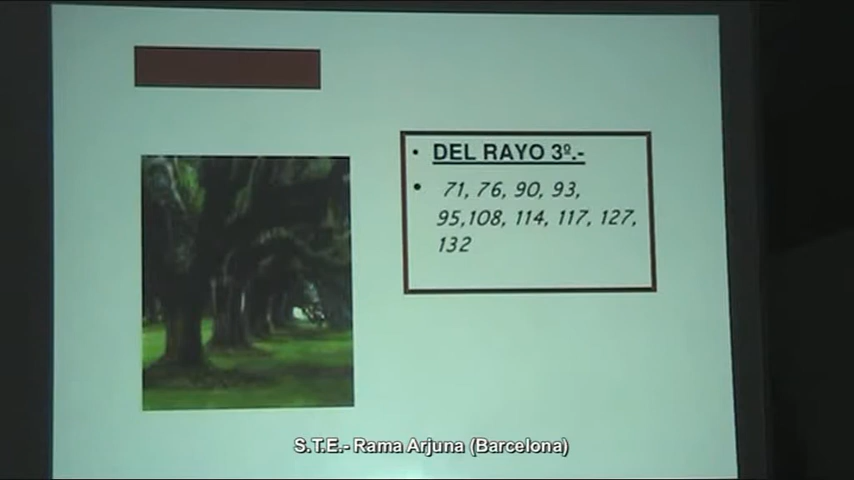 • DEL RAYO 3º.-
• 71, 76, 90, 93,
95,108, 114, 117, 127,
132
S.T.E.- Rama Arjuna (Barcelona)